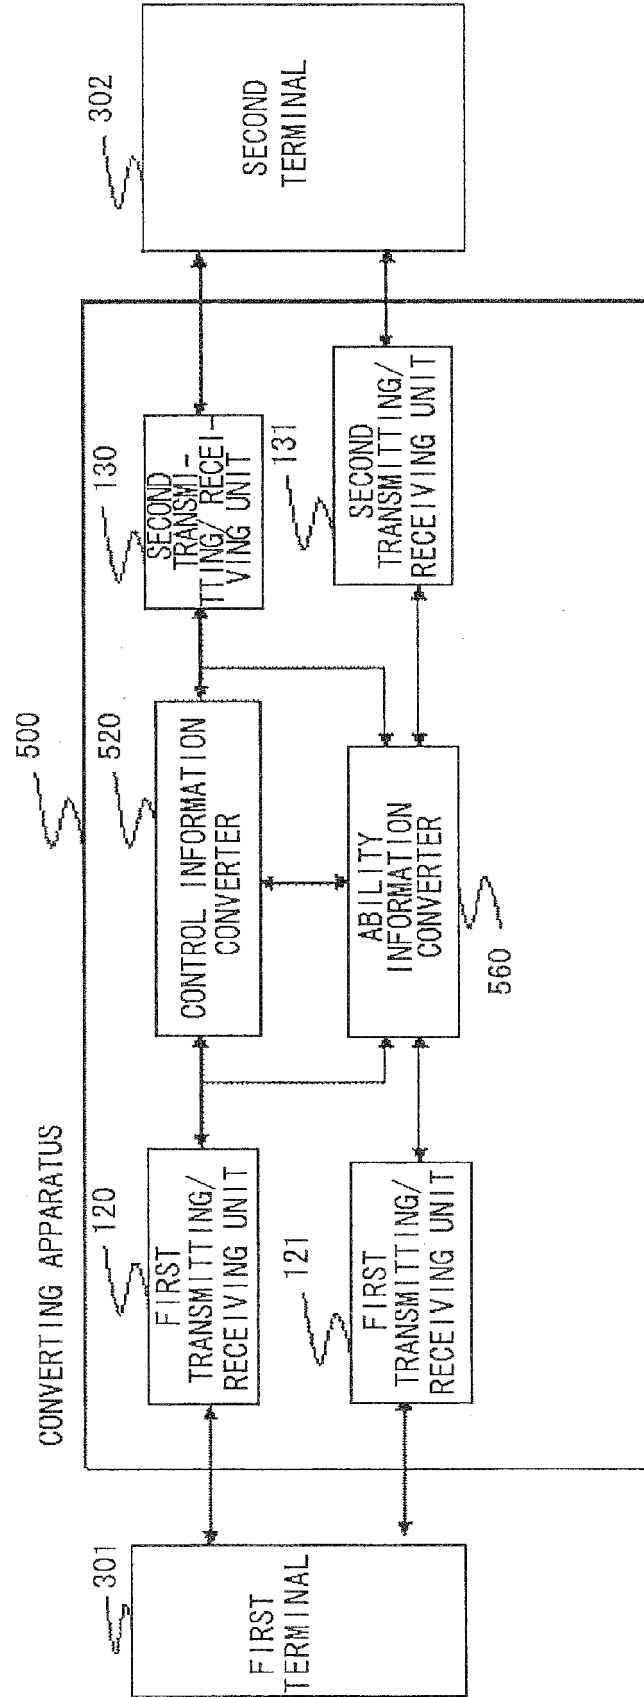 CONVERTING APPARATUS
500
301
FIRST
TERMINAL
120
FIRST
TRANSMITTING/
RECEIVING UNIT
121
FIRST
TRANSMITTING/
RECEIVING UNIT
520
CONTROL INFORMATION
CONVERTER
ABILITY
INFORMATION
CONVERTER
560
130
SECOND
TRANSMI-
TTING/ RECEI-
VING UNIT
131
SECOND
TRANSMITTING/
RECEIVING UNIT
302
SECOND
TERMINAL